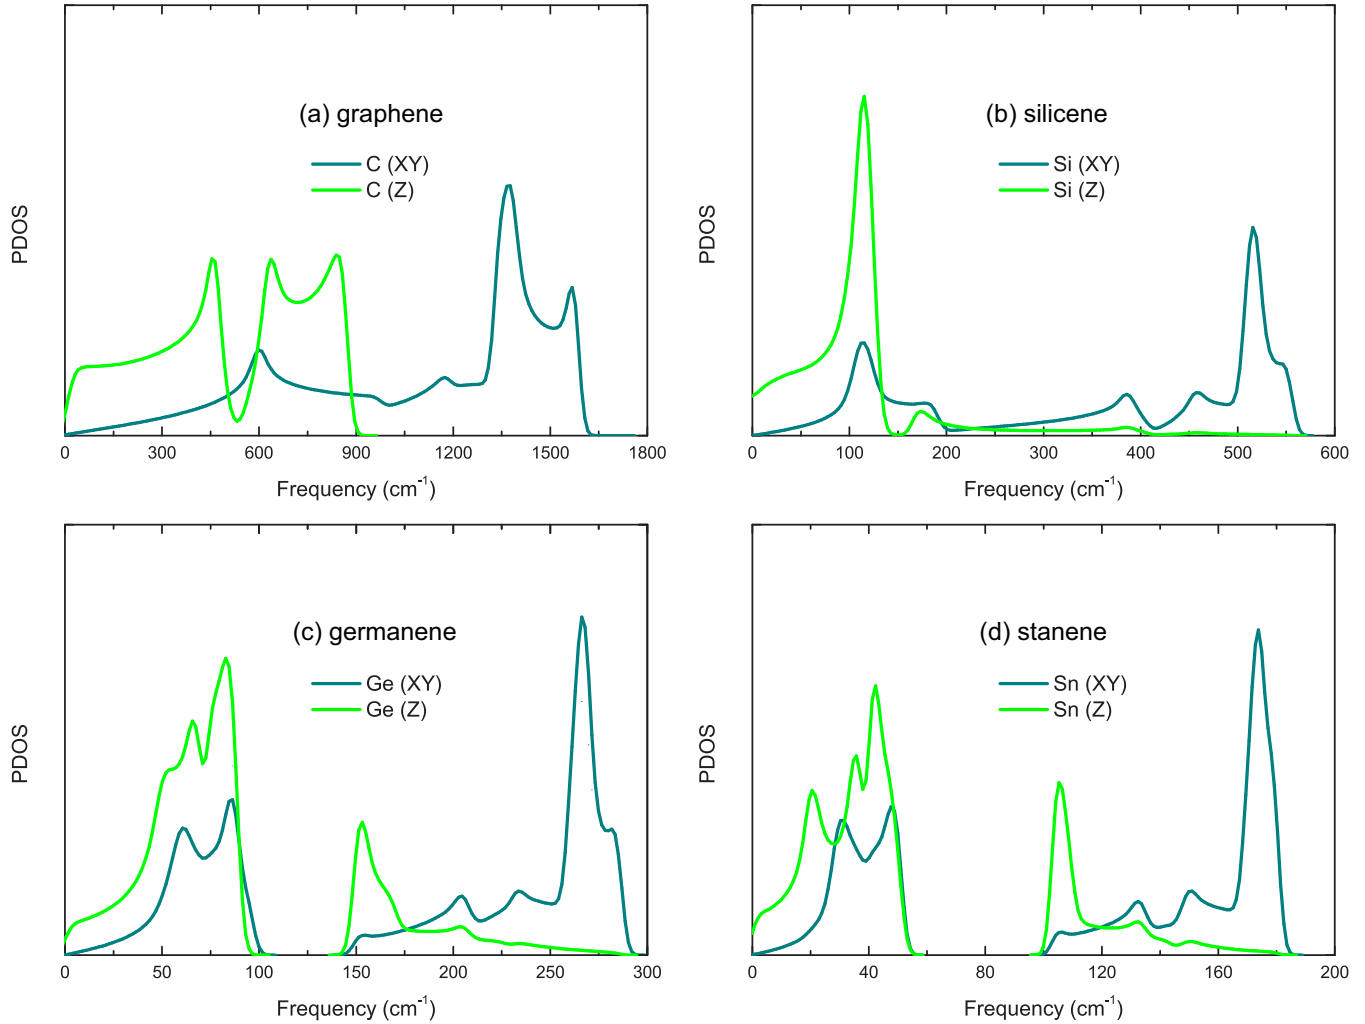 (a) graphene
C (XY)
C (Z)
PDOS
0 300 600 900 1200 1500 1800
Frequency (cm⁻¹)
(b) silicene
Si (XY)
Si (Z)
PDOS
0 100 200 300 400 500 600
Frequency (cm⁻¹)
(c) germanene
Ge (XY)
Ge (Z)
PDOS
0 50 100 150 200 250 300
Frequency (cm⁻¹)
(d) stanene
Sn (XY)
Sn (Z)
PDOS
0 40 80 120 160 200
Frequency (cm⁻¹)